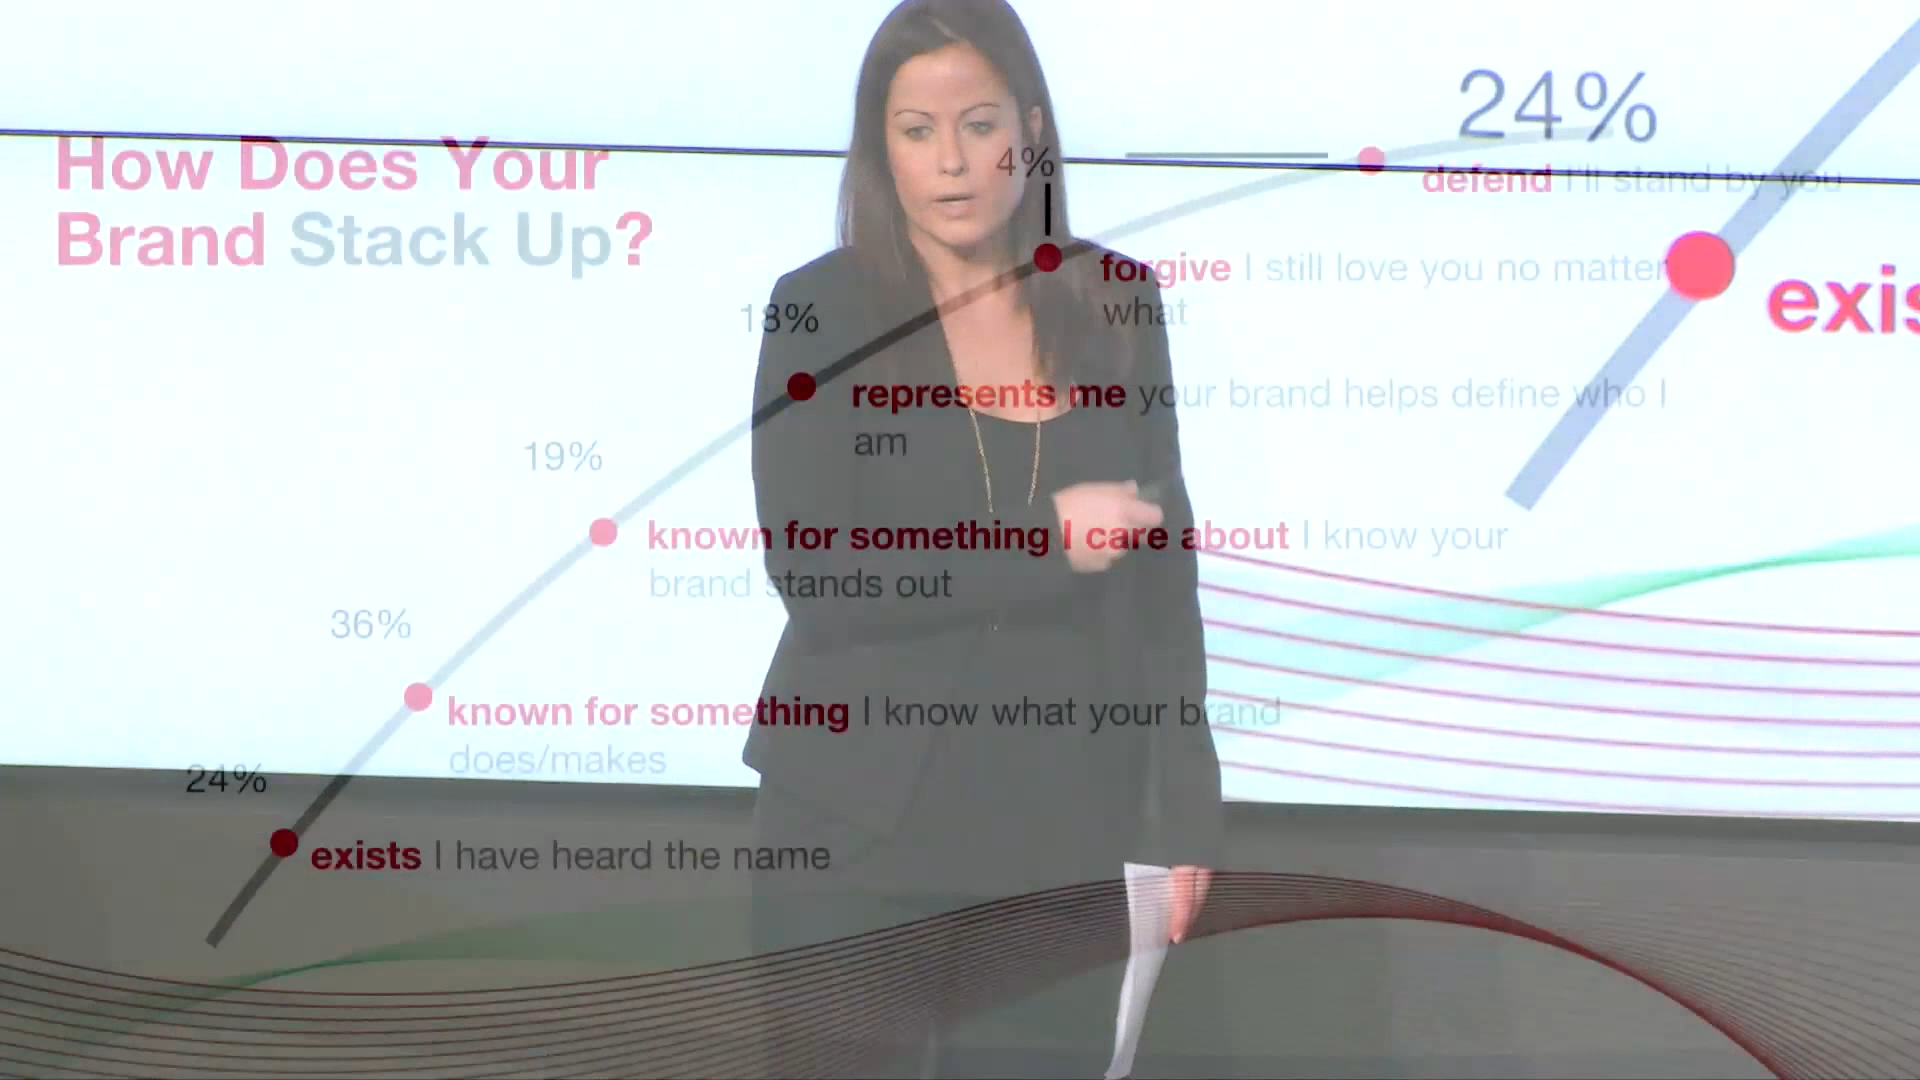 How Does Your
Brand Stack Up?
24%
4%
defend I'll stand by you
forgive I still love you no matter
what
18%
represents me your brand helps define who I
am
19%
known for something I care about I know your
brand stands out
36%
known for something I know what your brand
does/makes
24%
exists I have heard the name
exis